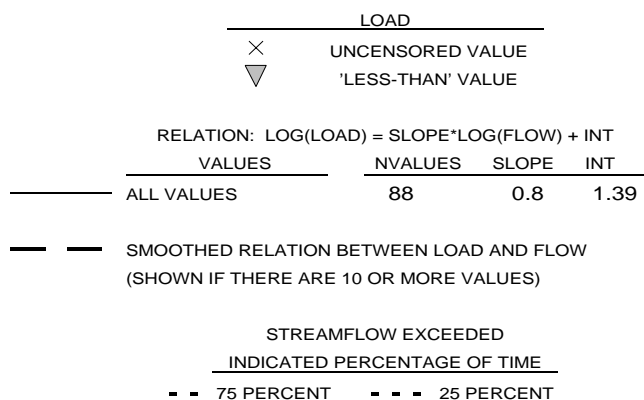 LOAD
UNCENSORED VALUE
'LESS-THAN' VALUE
RELATION: LOG(LOAD) = SLOPE*LOG(FLOW) + INT
VALUES NVALUES SLOPE INT
ALL VALUES 88 0.8 1.39
SMOOTHED RELATION BETWEEN LOAD AND FLOW
(SHOWN IF THERE ARE 10 OR MORE VALUES)
STREAMFLOW EXCEEDED
INDICATED PERCENTAGE OF TIME
75 PERCENT 25 PERCENT